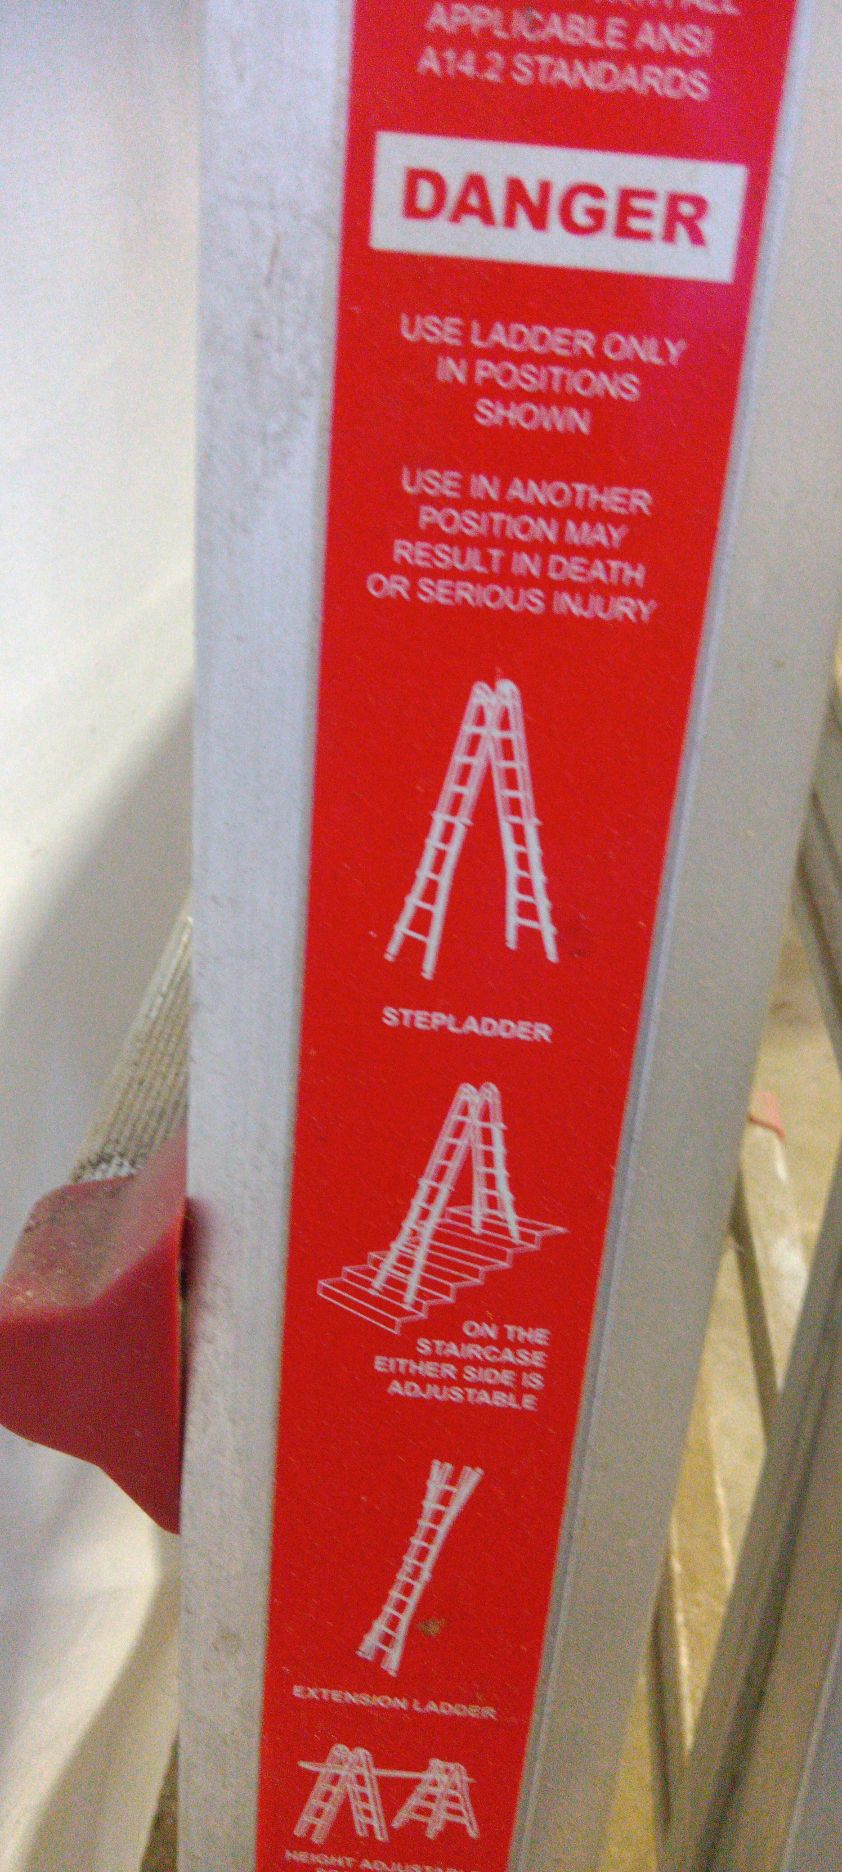 APPLICABLE ANSI
A14.2 STANDARDS
DANGER
USE LADDER ONLY
IN POSITIONS
SHOWN
USE IN ANOTHER
POSITION MAY
RESULT IN DEATH
OR SERIOUS INJURY
STEPLADDER
ON THE
STAIRCASE
EITHER SIDE IS
ADJUSTABLE
EXTENSION LADDER
HEIGHT